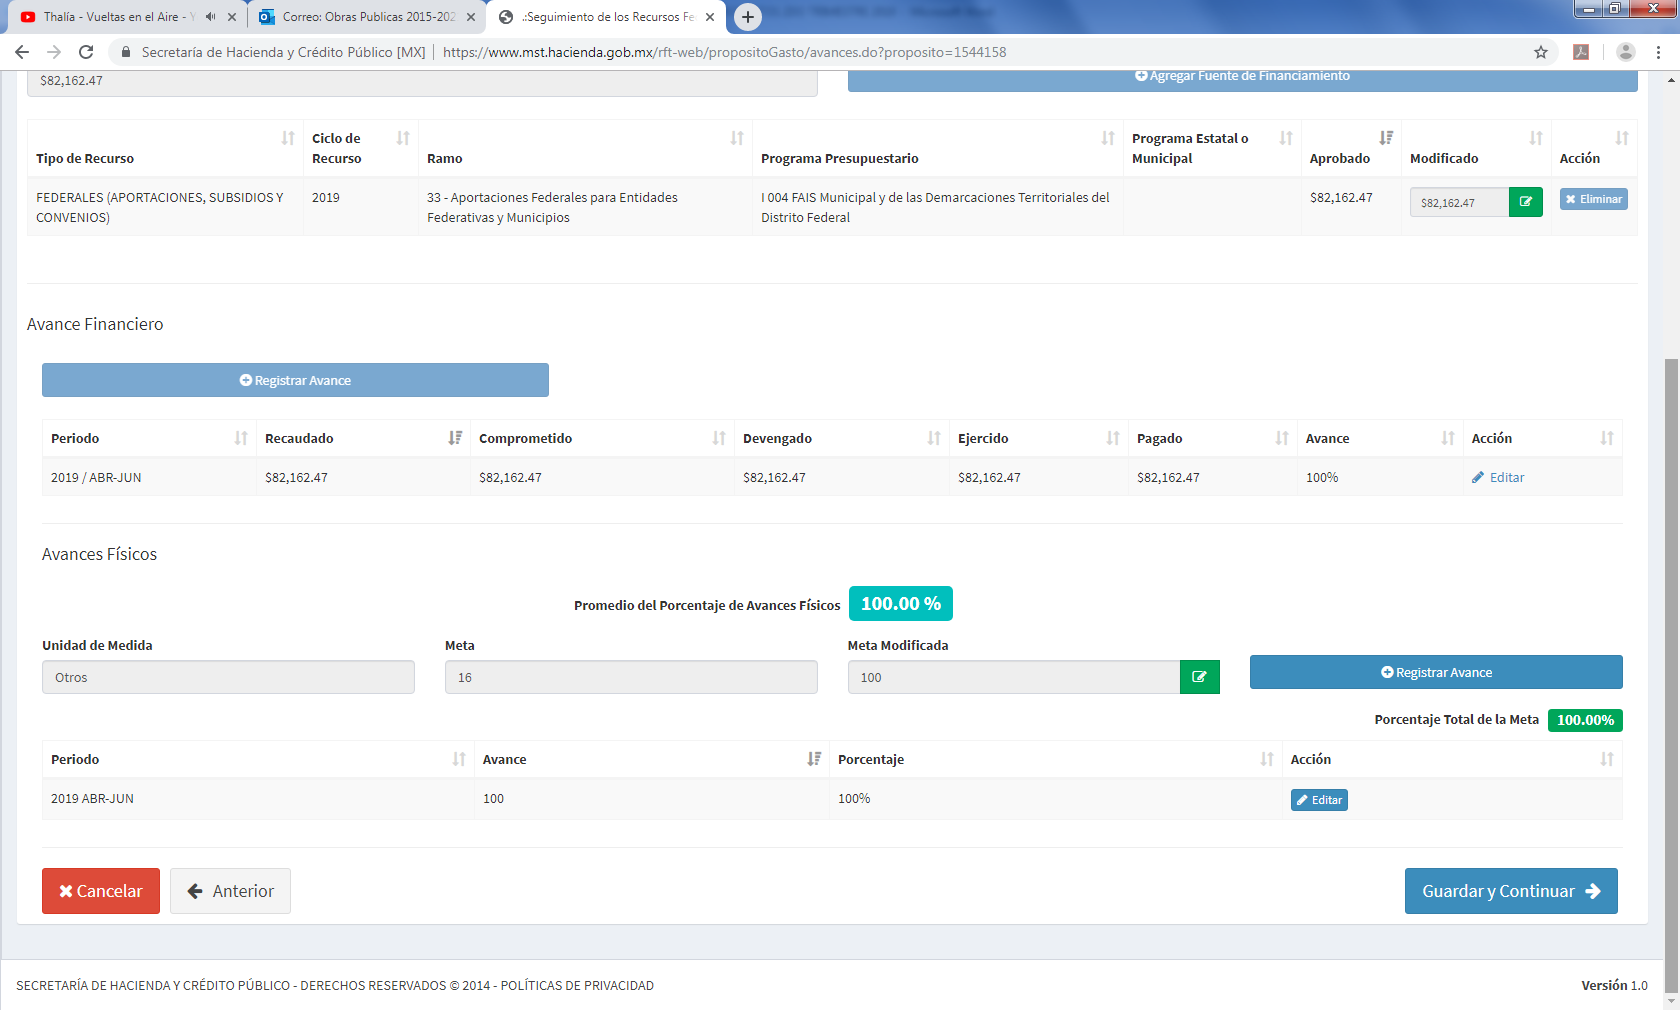 Thalía - Vueltas en el Aire - Y
Correo: Obras Publicas 2015-202
.:Seguimiento de los Recursos Fe
Secretaría de Hacienda y Crédito Público [MX] | https://www.mst.hacienda.gob.mx/rft-web/propositoGasto/avances.do?proposito=1544158
$82,162.47
Agregar Fuente de Financiamiento
Tipo de Recurso
Ciclo de Recurso
Ramo
Programa Presupuestario
Programa Estatal o Municipal
Aprobado
Modificado
Acción
FEDERALES (APORTACIONES, SUBSIDIOS Y CONVENIOS)
2019
33 - Aportaciones Federales para Entidades Federativas y Municipios
I 004 FAIS Municipal y de las Demarcaciones Territoriales del Distrito Federal
$82,162.47
$82,162.47
Eliminar
Avance Financiero
Registrar Avance
Periodo Recaudado Comprometido Devengado Ejercido Pagado Avance Acción
2019 / ABR-JUN $82,162.47 $82,162.47 $82,162.47 $82,162.47 $82,162.47 100% Editar
Avances Físicos
Promedio del Porcentaje de Avances Físicos 100.00 %
Unidad de Medida Meta Meta Modificada
Otros 16 100 Registrar Avance
Porcentaje Total de la Meta 100.00%
Periodo Avance Porcentaje Acción
2019 ABR-JUN 100 100% Editar
Cancelar Anterior Guardar y Continuar
SECRETARÍA DE HACIENDA Y CRÉDITO PÚBLICO - DERECHOS RESERVADOS © 2014 - POLÍTICAS DE PRIVACIDAD Versión 1.0